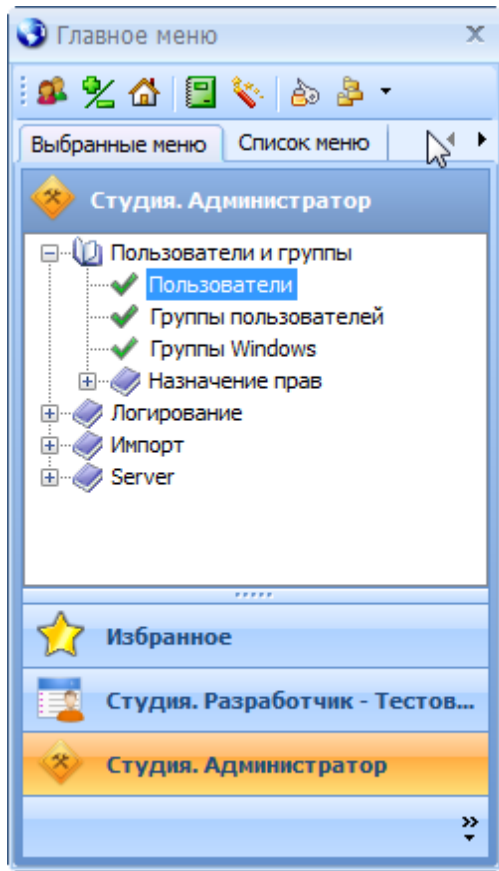 Главное меню
Выбранные меню Список меню
Студия. Администратор
Пользователи и группы
Пользователи
Группы пользователей
Группы Windows
Назначение прав
Логирование
Импорт
Server
Избранное
Студия. Разработчик - Тестов...
Студия. Администратор